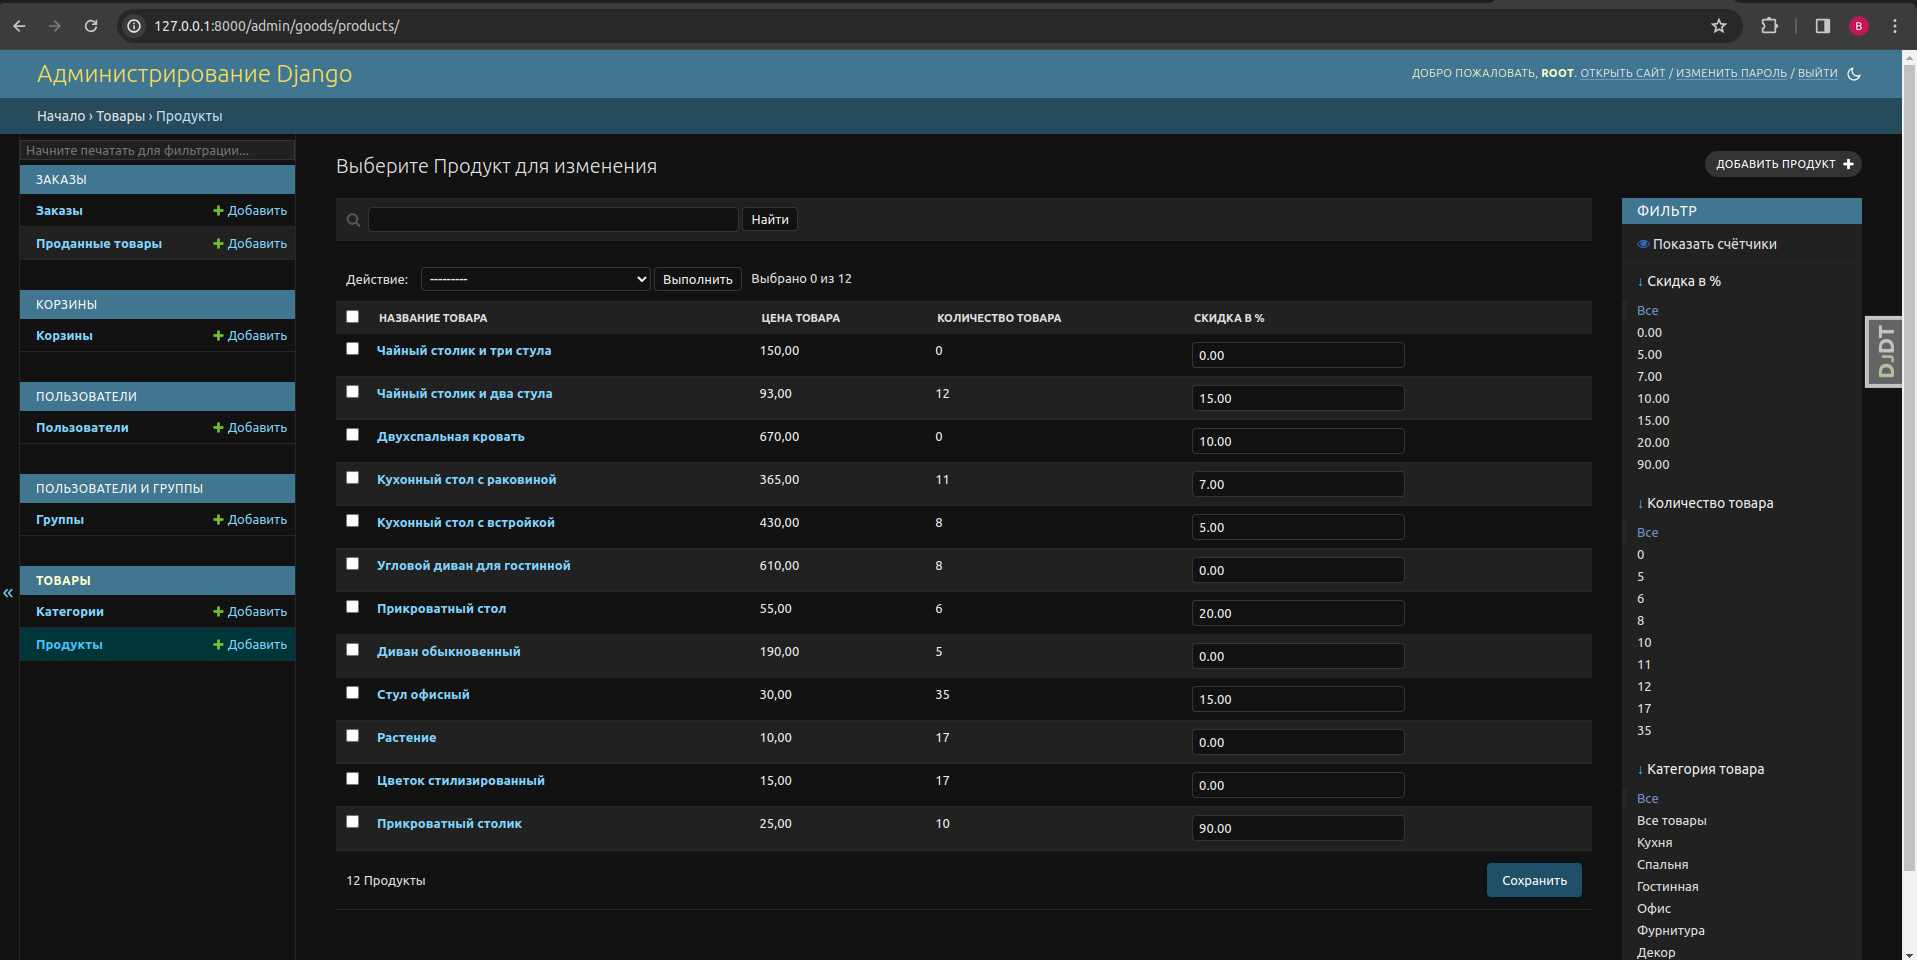 127.0.0.1:8000/admin/goods/products/
B
Администрирование Django
ДОБРО ПОЖАЛОВАТЬ, ROOT. ОТКРЫТЬ САЙТ / ИЗМЕНИТЬ ПАРОЛЬ / ВЫЙТИ
Начало › Товары › Продукты
Начните печатать для фильтрации...
ЗАКАЗЫ
Заказы Добавить
Проданные товары Добавить
КОРЗИНЫ
Корзины Добавить
ПОЛЬЗОВАТЕЛИ
Пользователи Добавить
ПОЛЬЗОВАТЕЛИ И ГРУППЫ
Группы Добавить
ТОВАРЫ
Категории Добавить
Продукты Добавить
«
Выберите Продукт для изменения
ДОБАВИТЬ ПРОДУКТ
Найти
Действие: --------- Выполнить Выбрано 0 из 12
НАЗВАНИЕ ТОВАРА ЦЕНА ТОВАРА КОЛИЧЕСТВО ТОВАРА СКИДКА В %
Чайный столик и три стула 150,00 0 0.00
Чайный столик и два стула 93,00 12 15.00
Двухспальная кровать 670,00 0 10.00
Кухонный стол с раковиной 365,00 11 7.00
Кухонный стол с встройкой 430,00 8 5.00
Угловой диван для гостинной 610,00 8 0.00
Прикроватный стол 55,00 6 20.00
Диван обыкновенный 190,00 5 0.00
Стул офисный 30,00 35 15.00
Растение 10,00 17 0.00
Цветок стилизированный 15,00 17 0.00
Прикроватный столик 25,00 10 90.00
12 Продукты
Сохранить
ФИЛЬТР
Показать счётчики
↓ Скидка в %
Все
0.00
5.00
7.00
10.00
15.00
20.00
90.00
↓ Количество товара
Все
0
5
6
8
10
11
12
17
35
↓ Категория товара
Все
Все товары
Кухня
Спальня
Гостинная
Офис
Фурнитура
Декор
DJDT